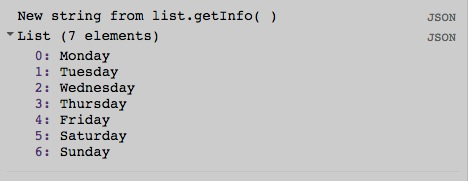 New string from list.getInfo( ) JSON
List (7 elements) JSON
0: Monday
1: Tuesday
2: Wednesday
3: Thursday
4: Friday
5: Saturday
6: Sunday